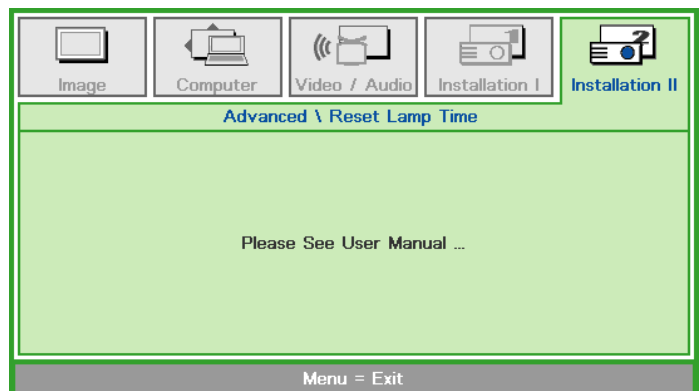 Image
Computer
Video / Audio
Installation I
Installation II
Advanced \ Reset Lamp Time
Please See User Manual ...
Menu = Exit